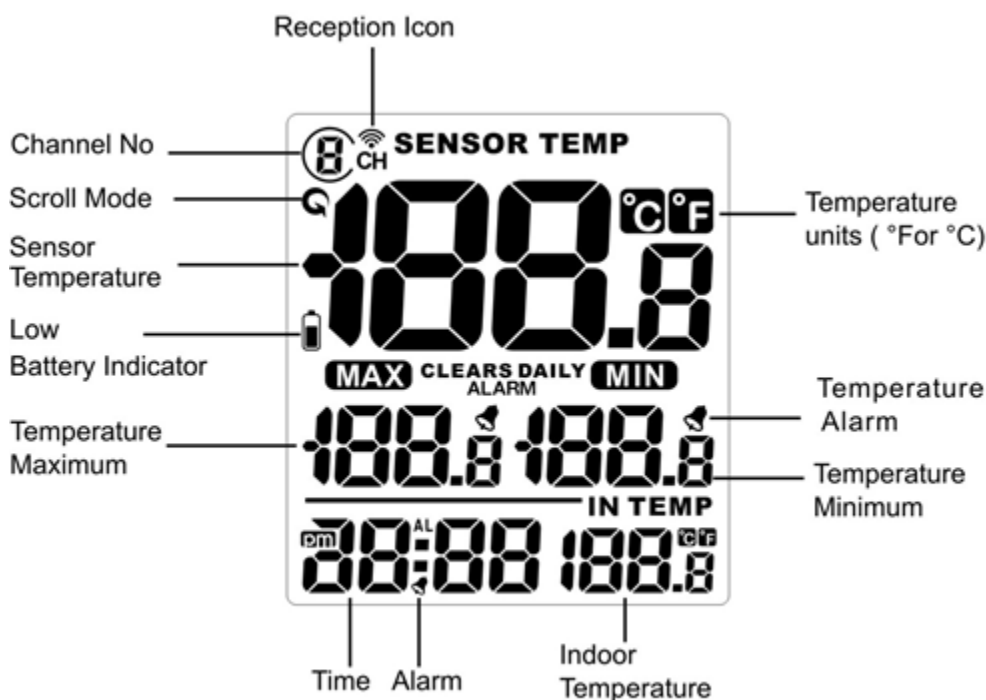 Reception Icon
Channel No
8 CH SENSOR TEMP
Scroll Mode
188.8 °C °F
Temperature
units ( °For °C)
Sensor
Temperature
Low
Battery Indicator
MAX CLEARS DAILY MIN
ALARM
Temperature
Alarm
Temperature
Maximum
-188.8 -188.8
Temperature
Minimum
IN TEMP
pm 28:88 AL 188.8 °C °F
Time Alarm
Indoor
Temperature